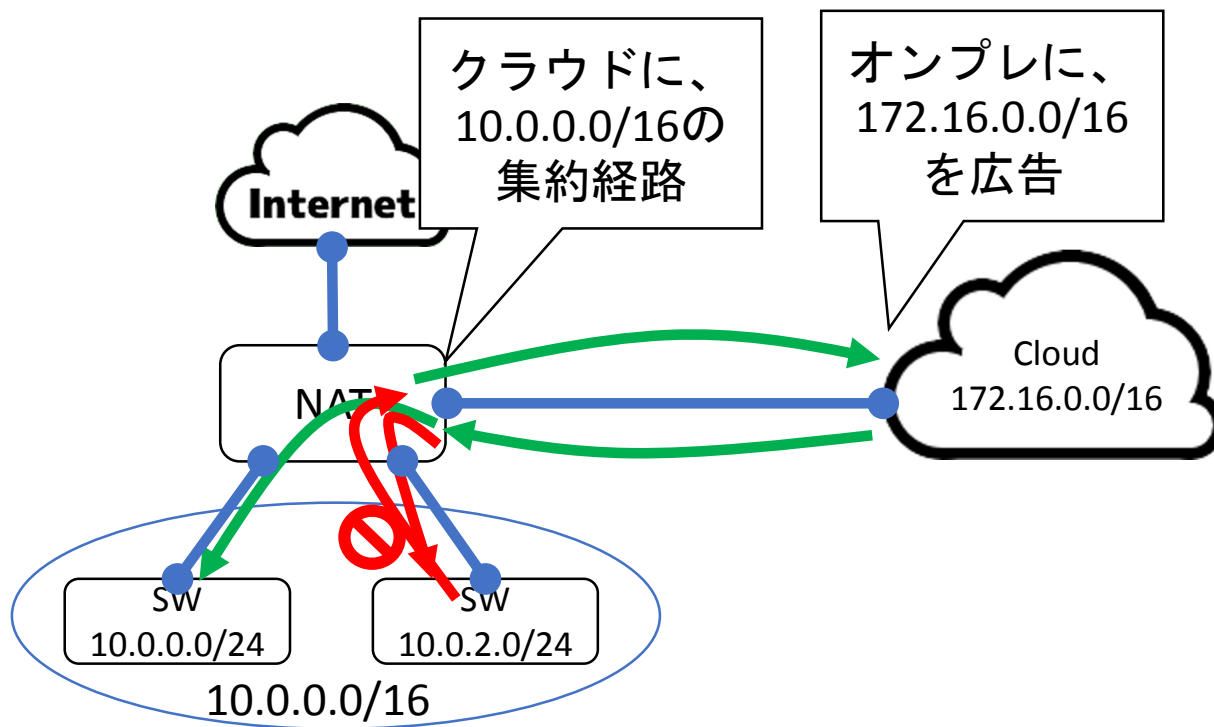 クラウドに、
10.0.0.0/16の
集約経路
オンプレに、
172.16.0.0/16
を広告
Internet
Cloud
172.16.0.0/16
NAT
SW
10.0.0.0/24
SW
10.0.2.0/24
10.0.0.0/16